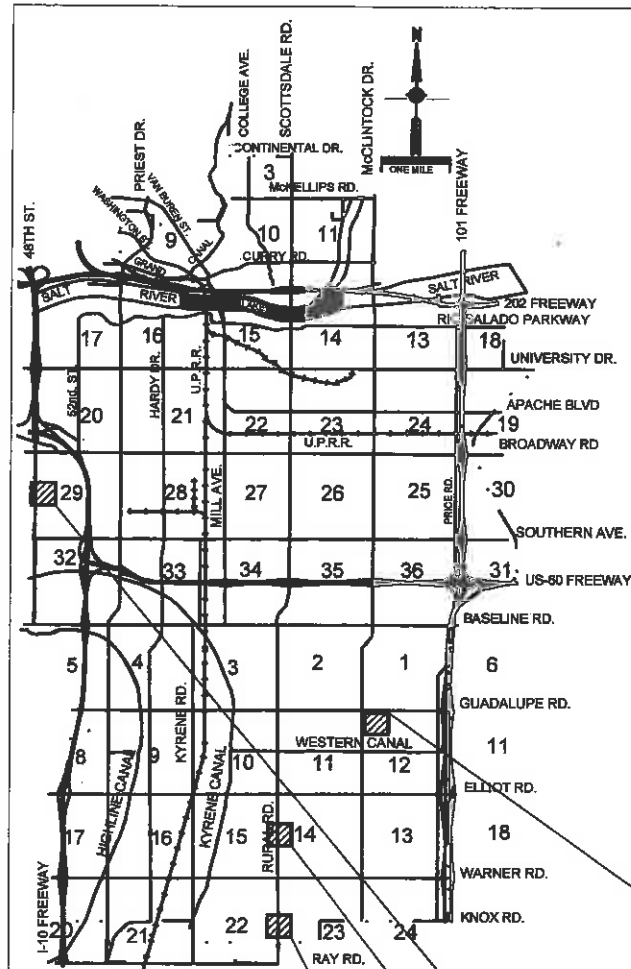 N
ONE MILE
48TH ST.
PRIEST DR.
WASHINGTON ST.
VAN BUREN ST.
COLLEGE AVE.
SCOTTSDALE RD.
McCLINTOCK DR.
101 FREEWAY
CONTINENTAL DR.
3
McKELLIPS RD.
9
10
11
GRAND
CANAL
CURRY RD.
SALT
RIVER
LAKE
SALT RIVER
202 FREEWAY
RIO SALADO PARKWAY
17
16
15
14
13
18
UNIVERSITY DR.
52nd. ST.
HARDY DR.
U.P.R.R.
20
21
22
23
24
19
APACHE BLVD
U.P.R.R.
BROADWAY RD
29
28
MILL AVE.
27
26
25
PRICE RD.
30
SOUTHERN AVE.
32
33
34
35
36
31
US-60 FREEWAY
BASELINE RD.
5
4
3
2
1
6
KYRENE RD.
GUADALUPE RD.
WESTERN CANAL
8
9
10
11
12
11
HIGHLINE CANAL
KYRENE CANAL
ELLIOT RD.
17
16
15
RURAL RD.
14
13
18
WARNER RD.
I-10 FREEWAY
20
21
22
23
24
KNOX RD.
RAY RD.